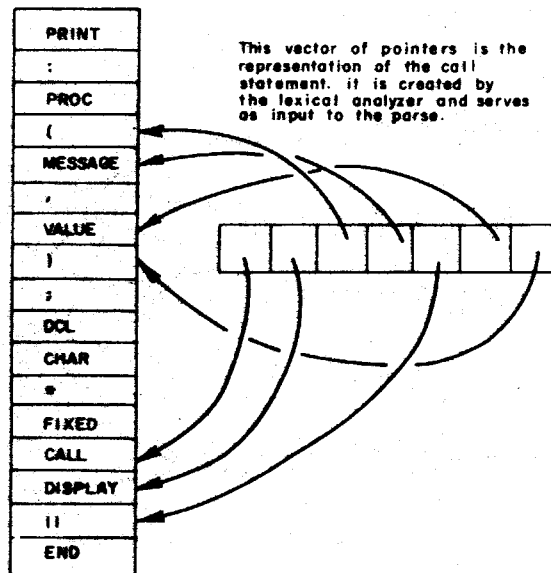 PRINT
:
PROC
(
MESSAGE
,
VALUE
)
;
DCL
CHAR
*
FIXED
CALL
DISPLAY
||
END
This vector of pointers is the
representation of the call
statement. it is created by
the lexical analyzer and serves
as input to the parse.